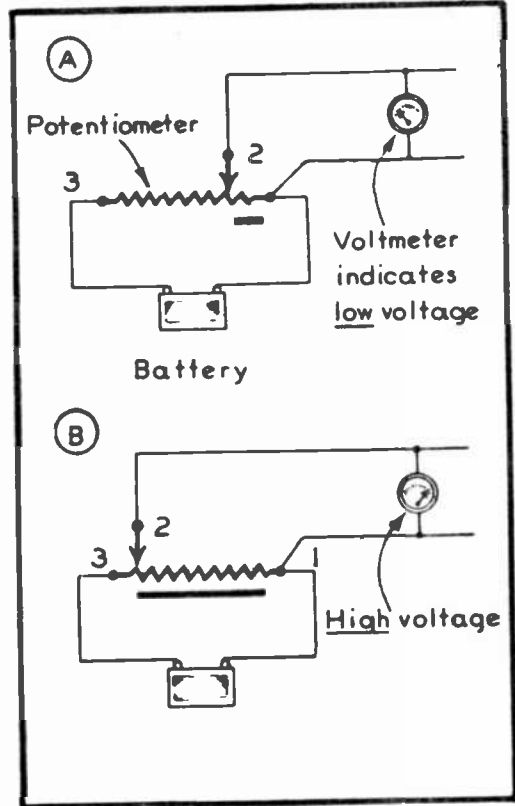 A
Potentiometer
2
3
Voltmeter
indicates
low voltage
Battery
B
2
3
1
High voltage